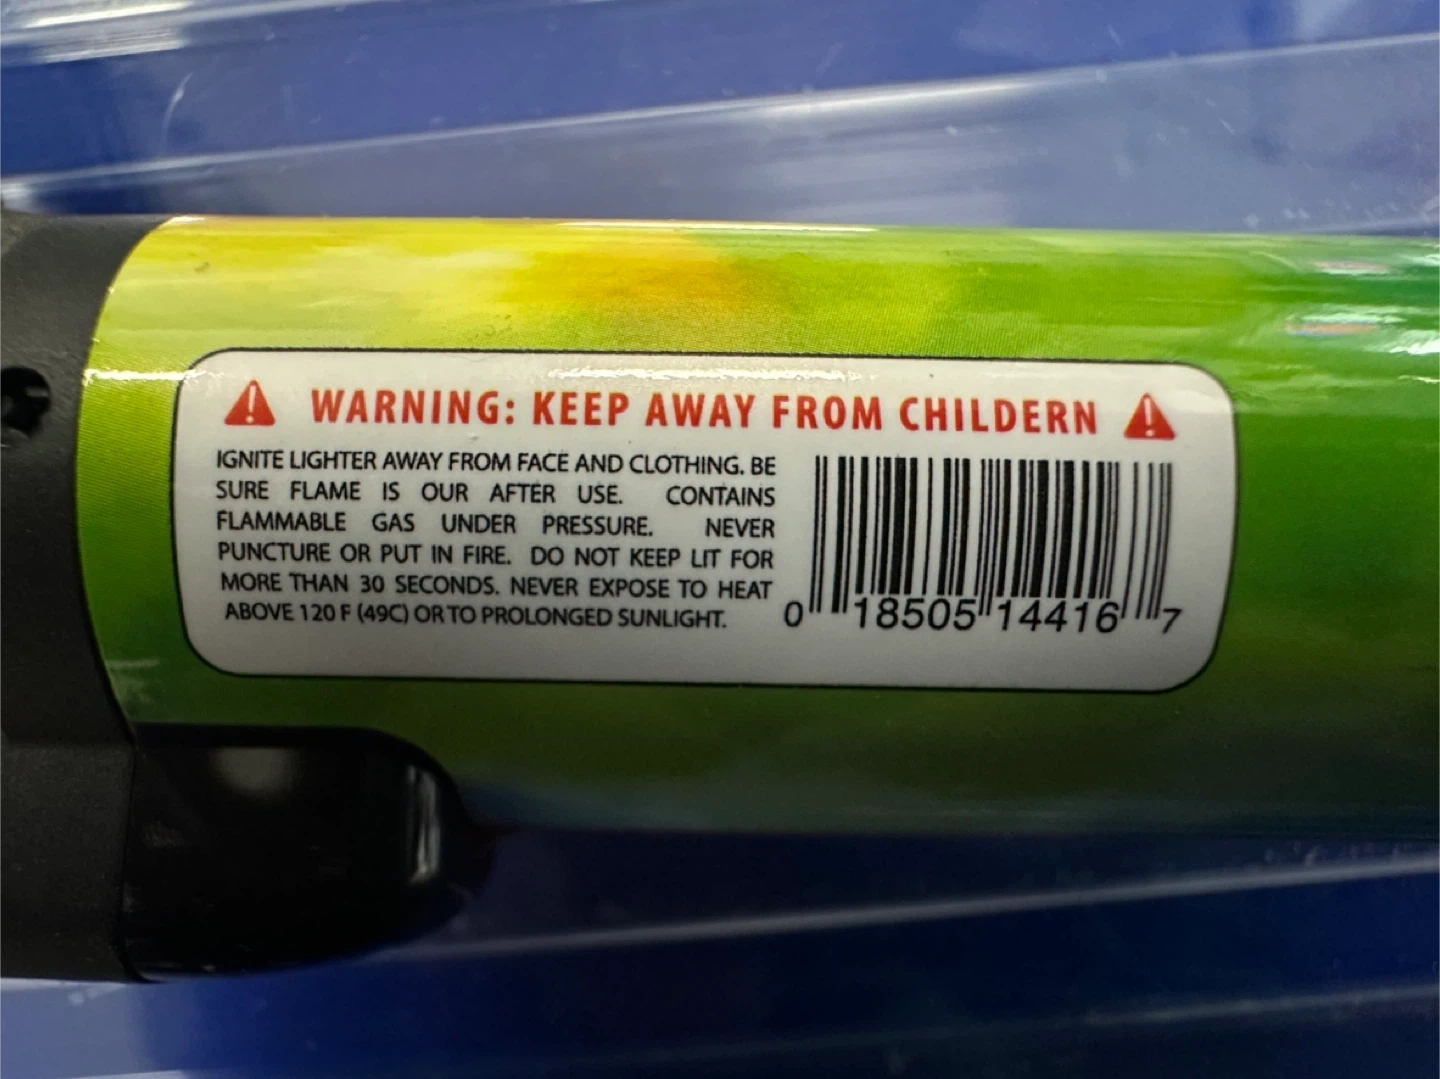 WARNING: KEEP AWAY FROM CHILDERN
IGNITE LIGHTER AWAY FROM FACE AND CLOTHING. BE
SURE FLAME IS OUR AFTER USE. CONTAINS
FLAMMABLE GAS UNDER PRESSURE. NEVER
PUNCTURE OR PUT IN FIRE. DO NOT KEEP LIT FOR
MORE THAN 30 SECONDS. NEVER EXPOSE TO HEAT
ABOVE 120 F (49C) OR TO PROLONGED SUNLIGHT.
0 18505 14416 7